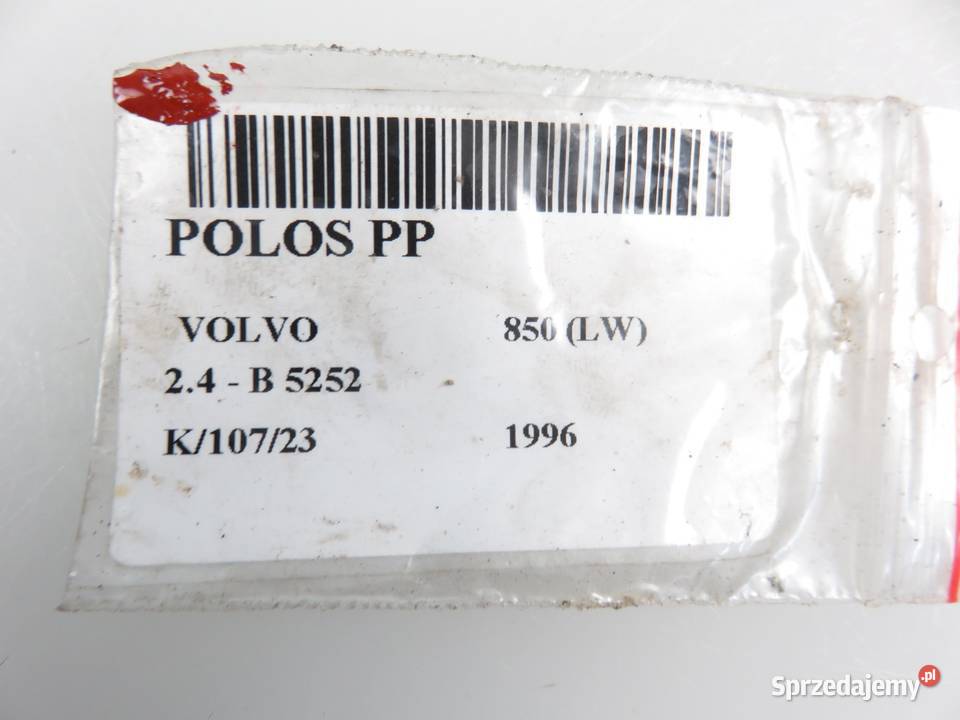 POLOS PP
VOLVO 850 (LW)
2.4 - B 5252
K/107/23 1996
Sprzedajemy.pl